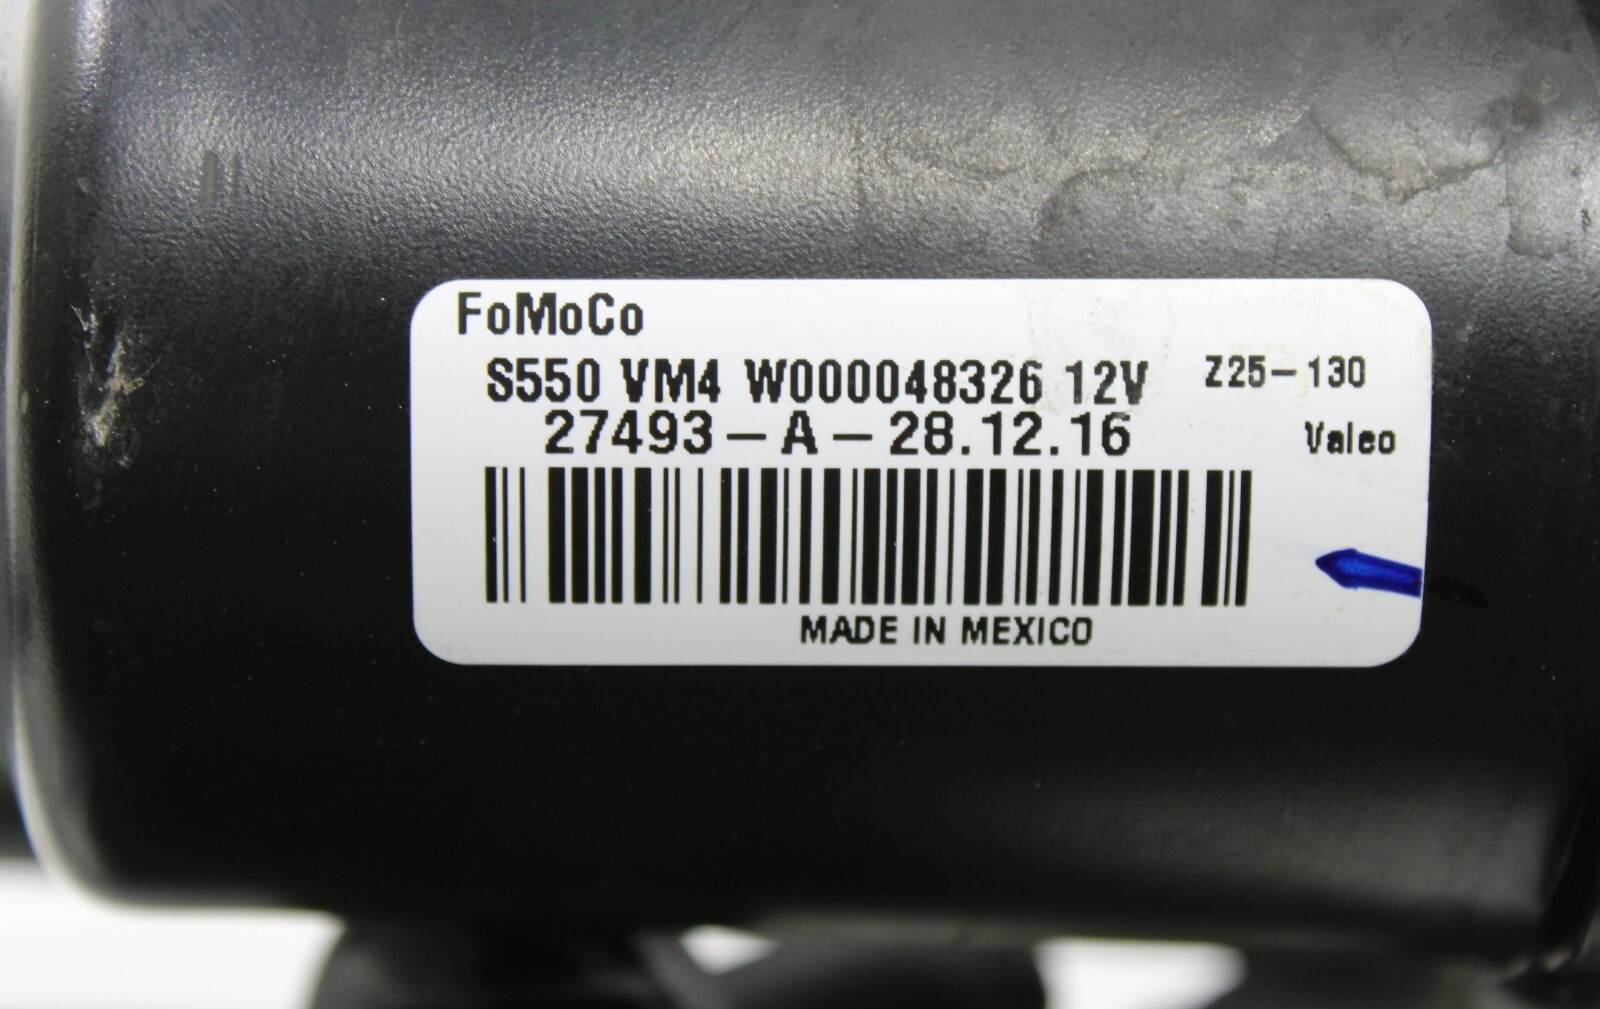 FoMoCo
S550 VM4 W000048326 12V Z25-130
27493-A-28.12.16 Valeo
MADE IN MEXICO